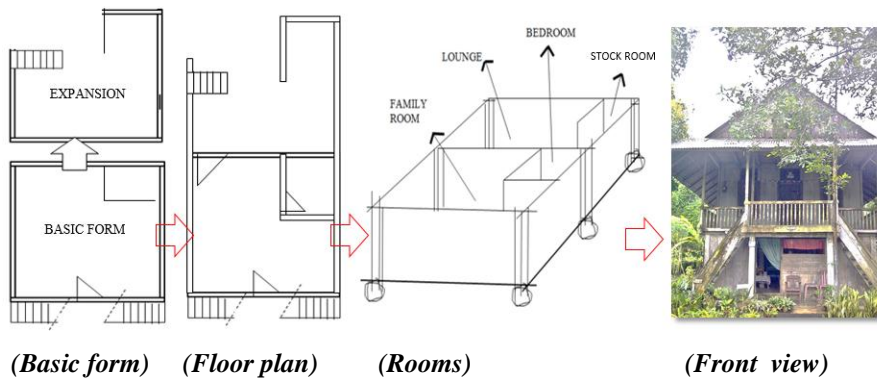 EXPANSION
BASIC FORM
FAMILY
ROOM
LOUNGE
BEDROOM
STOCK ROOM
(Basic form) (Floor plan) (Rooms) (Front view)